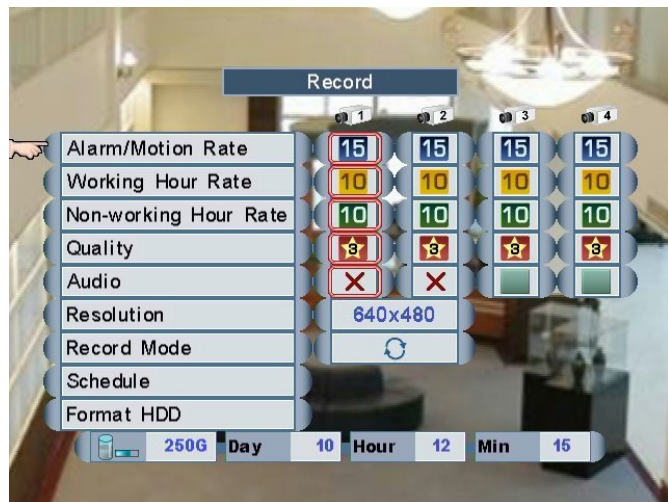 Record
1 2 3 4
Alarm/Motion Rate 15 15 15 15
Working Hour Rate 10 10 10 10
Non-working Hour Rate 10 10 10 10
Quality 3 3 3 3
Audio
Resolution 640x480
Record Mode
Schedule
Format HDD
250G Day 10 Hour 12 Min 15